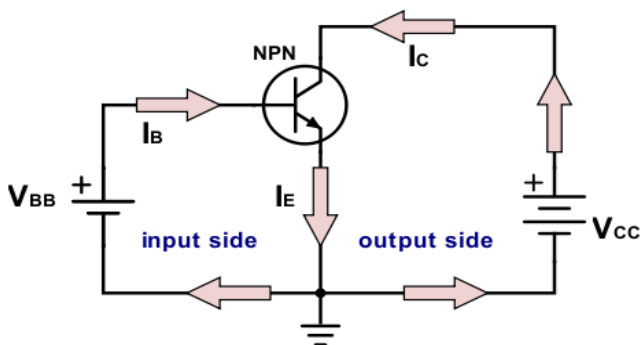 NPN
IC
IB
+
VBB
IE
+
VCC
input side
output side